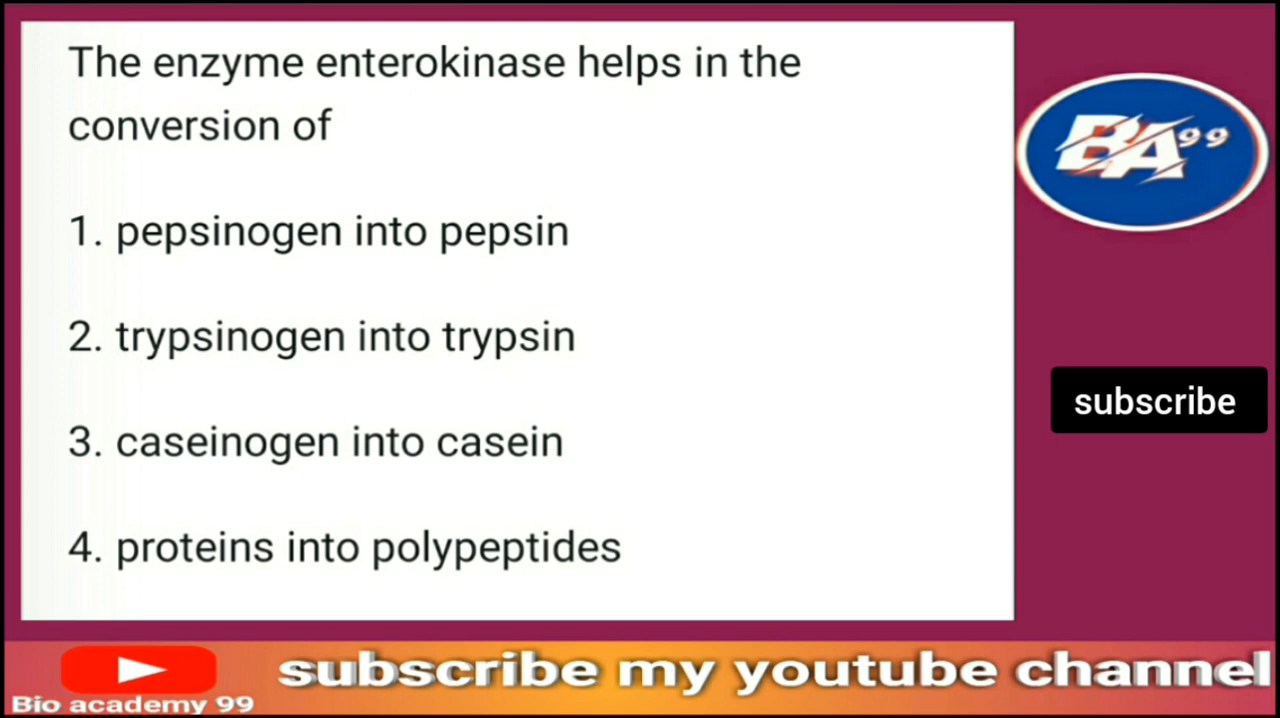 The enzyme enterokinase helps in the
conversion of
1. pepsinogen into pepsin
2. trypsinogen into trypsin
3. caseinogen into casein
4. proteins into polypeptides
BA99
subscribe
subscribe my youtube channel
Bio academy 99